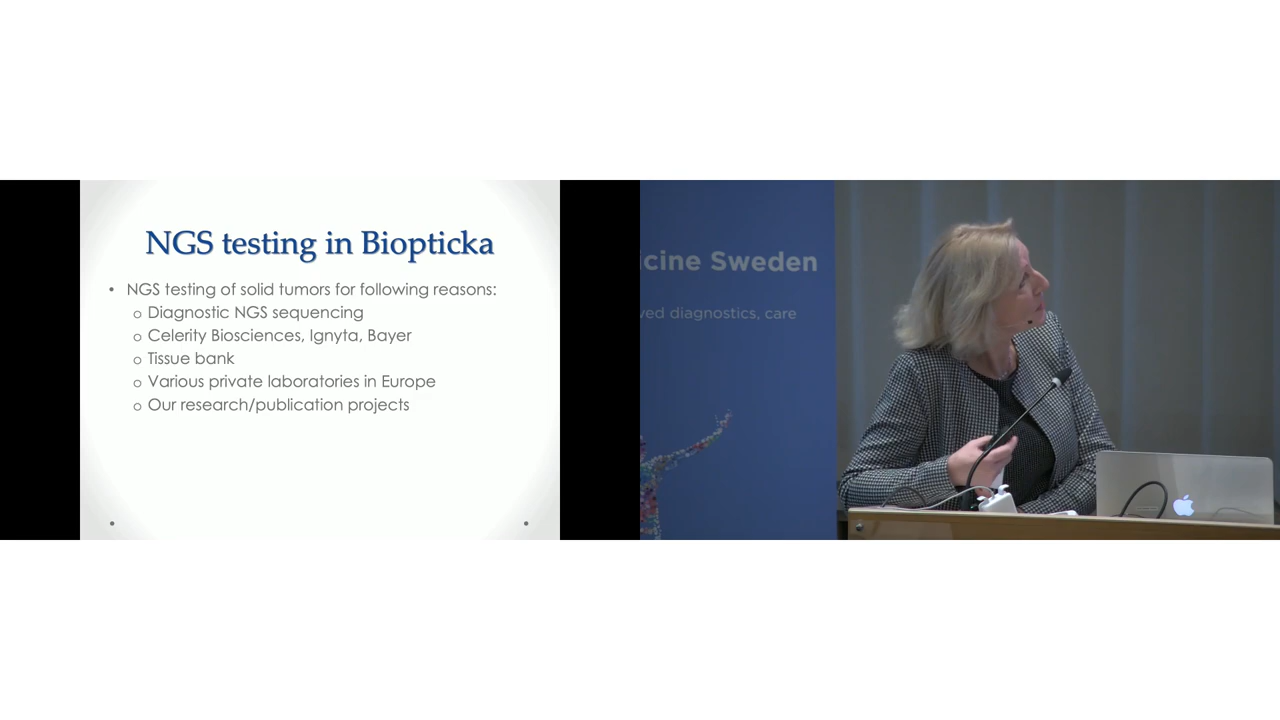 NGS testing in Biopticka
• NGS testing of solid tumors for following reasons:
o Diagnostic NGS sequencing
o Celerity Biosciences, Ignyta, Bayer
o Tissue bank
o Various private laboratories in Europe
o Our research/publication projects
icine Sweden
ved diagnostics, care